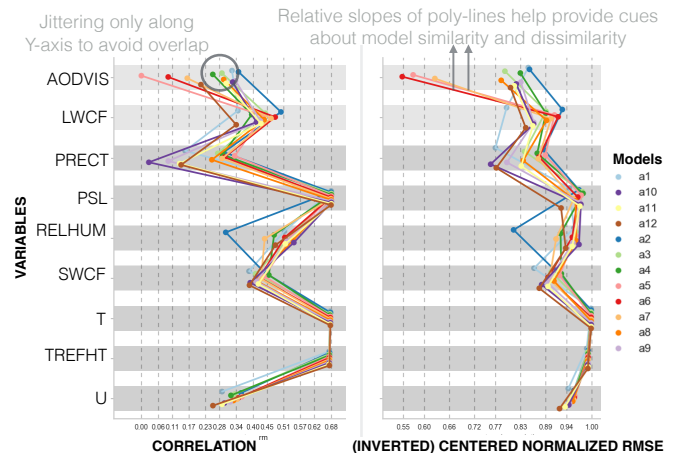 Jittering only along
Y-axis to avoid overlap
Relative slopes of poly-lines help provide cues
about model similarity and dissimilarity
VARIABLES
AODVIS
LWCF
PRECT
PSL
RELHUM
SWCF
T
TREFHT
U
0.00 0.06 0.11 0.17 0.23 0.28 0.34 0.40 0.45 0.51 0.57 0.62 0.68
CORRELATION rm
0.55 0.60 0.66 0.72 0.77 0.83 0.89 0.94 1.00
(INVERTED) CENTERED NORMALIZED RMSE
Models
a1
a10
a11
a12
a2
a3
a4
a5
a6
a7
a8
a9